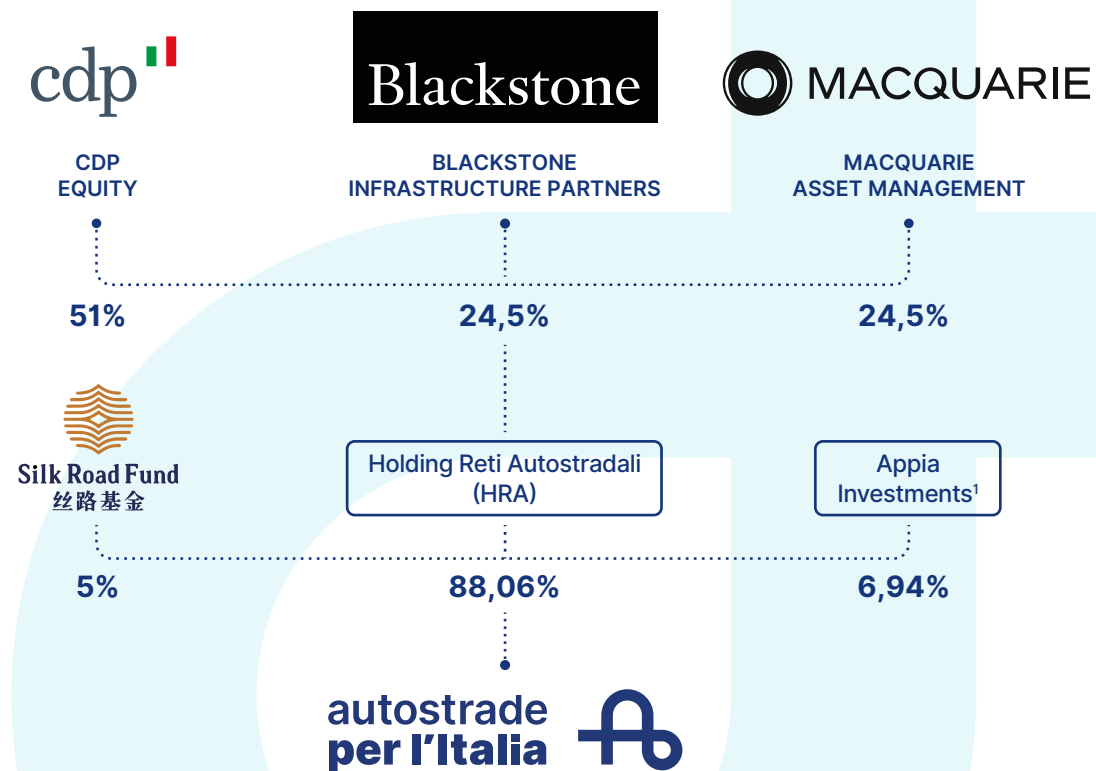 cdp
Blackstone
MACQUARIE
CDP
EQUITY
BLACKSTONE
INFRASTRUCTURE PARTNERS
MACQUARIE
ASSET MANAGEMENT
51%
24,5%
24,5%
Silk Road Fund
丝路基金
Holding Reti Autostradali
(HRA)
Appia
Investments¹
5%
88,06%
6,94%
autostrade
per l'Italia